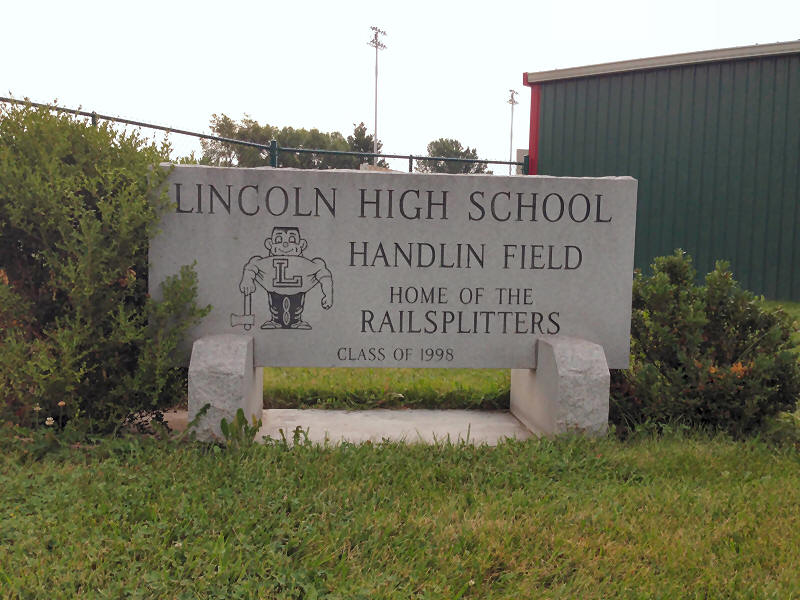 LINCOLN HIGH SCHOOL
HANDLIN FIELD
L
HOME OF THE
RAILSPLITTERS
CLASS OF 1998